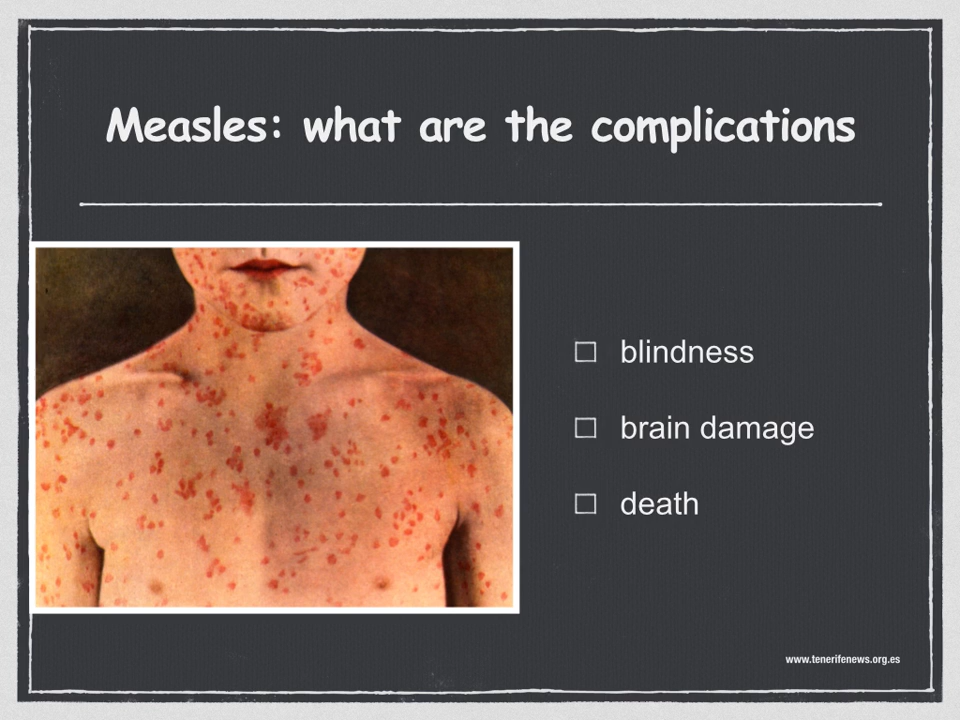 Measles: what are the complications
blindness
brain damage
death
www.tenerifenews.org.es